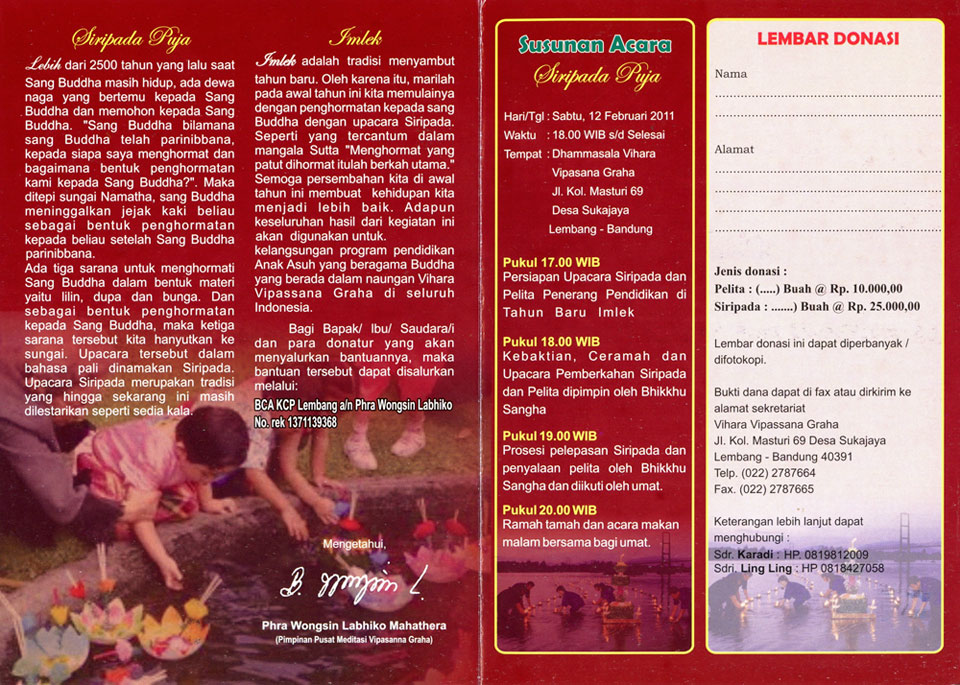 Siripada Puja
Lebih dari 2500 tahun yang lalu saat
Sang Buddha masih hidup, ada dewa
naga yang bertemu kepada Sang
Buddha dan memohon kepada Sang
Buddha. "Sang Buddha bilamana
sang Buddha telah parinibbana,
kepada siapa saya menghormat dan
bagaimana bentuk penghormatan
kami kepada Sang Buddha?". Maka
ditepi sungai Namatha, sang Buddha
meninggalkan jejak kaki beliau
sebagai bentuk penghormatan
kepada beliau setelah Sang Buddha
parinibbana.
Ada tiga sarana untuk menghormati
Sang Buddha dalam bentuk materi
yaitu lilin, dupa dan bunga. Dan
sebagai bentuk penghormatan
kepada Sang Buddha, maka ketiga
sarana tersebut kita hanyutkan ke
sungai. Upacara tersebut dalam
bahasa pali dinamakan Siripada.
Upacara Siripada merupakan tradisi
yang hingga sekarang ini masih
dilestarikan seperti sedia kala.
Imlek
Imlek adalah tradisi menyambut
tahun baru. Oleh karena itu, marilah
pada awal tahun ini kita memulainya
dengan penghormatan kepada sang
Buddha dengan upacara Siripada.
Seperti yang tercantum dalam
mangala Sutta "Menghormat yang
patut dihormat itulah berkah utama."
Semoga persembahan kita di awal
tahun ini membuat kehidupan kita
menjadi lebih baik. Adapun
keseluruhan hasil dari kegiatan ini
akan digunakan untuk.
kelangsungan program pendidikan
Anak Asuh yang beragama Buddha
yang berada dalam naungan Vihara
Vipassana Graha di seluruh
Indonesia.
Bagi Bapak/ Ibu/ Saudara/i
dan para donatur yang akan
menyalurkan bantuannya, maka
bantuan tersebut dapat disalurkan
melalui:
BCA KCP Lembang a/n Phra Wongsin Labhiko
No. rek 1371139368
Mengetahui,
Phra Wongsin Labhiko Mahathera
(Pimpinan Pusat Meditasi Vipasanna Graha)
Susunan Acara
Siripada Puja
Hari/Tgl : Sabtu, 12 Februari 2011
Waktu : 18.00 WIB s/d Selesai
Tempat : Dhammasala Vihara
Vipasana Graha
Jl. Kol. Masturi 69
Desa Sukajaya
Lembang - Bandung
Pukul 17.00 WIB
Persiapan Upacara Siripada dan
Pelita Penerang Pendidikan di
Tahun Baru Imlek
Pukul 18.00 WIB
Kebaktian, Ceramah dan
Upacara Pemberkahan Siripada
dan Pelita dipimpin oleh Bhikkhu
Sangha
Pukul 19.00 WIB
Prosesi pelepasan Siripada dan
penyalaan pelita oleh Bhikkhu
Sangha dan diikuti oleh umat.
Pukul 20.00 WIB
Ramah tamah dan acara makan
malam bersama bagi umat.
LEMBAR DONASI
Nama
Alamat
Jenis donasi :
Pelita : (.....) Buah @ Rp. 10.000,00
Siripada : .......) Buah @ Rp. 25.000,00
Lembar donasi ini dapat diperbanyak /
difotokopi.
Bukti dana dapat di fax atau dirkirim ke
alamat sekretariat
Vihara Vipassana Graha
Jl. Kol. Masturi 69 Desa Sukajaya
Lembang - Bandung 40391
Telp. (022) 2787664
Fax. (022) 2787665
Keterangan lebih lanjut dapat
menghubungi :
Sdr. Karadi : HP. 0819812009
Sdri. Ling Ling : HP 0818427058